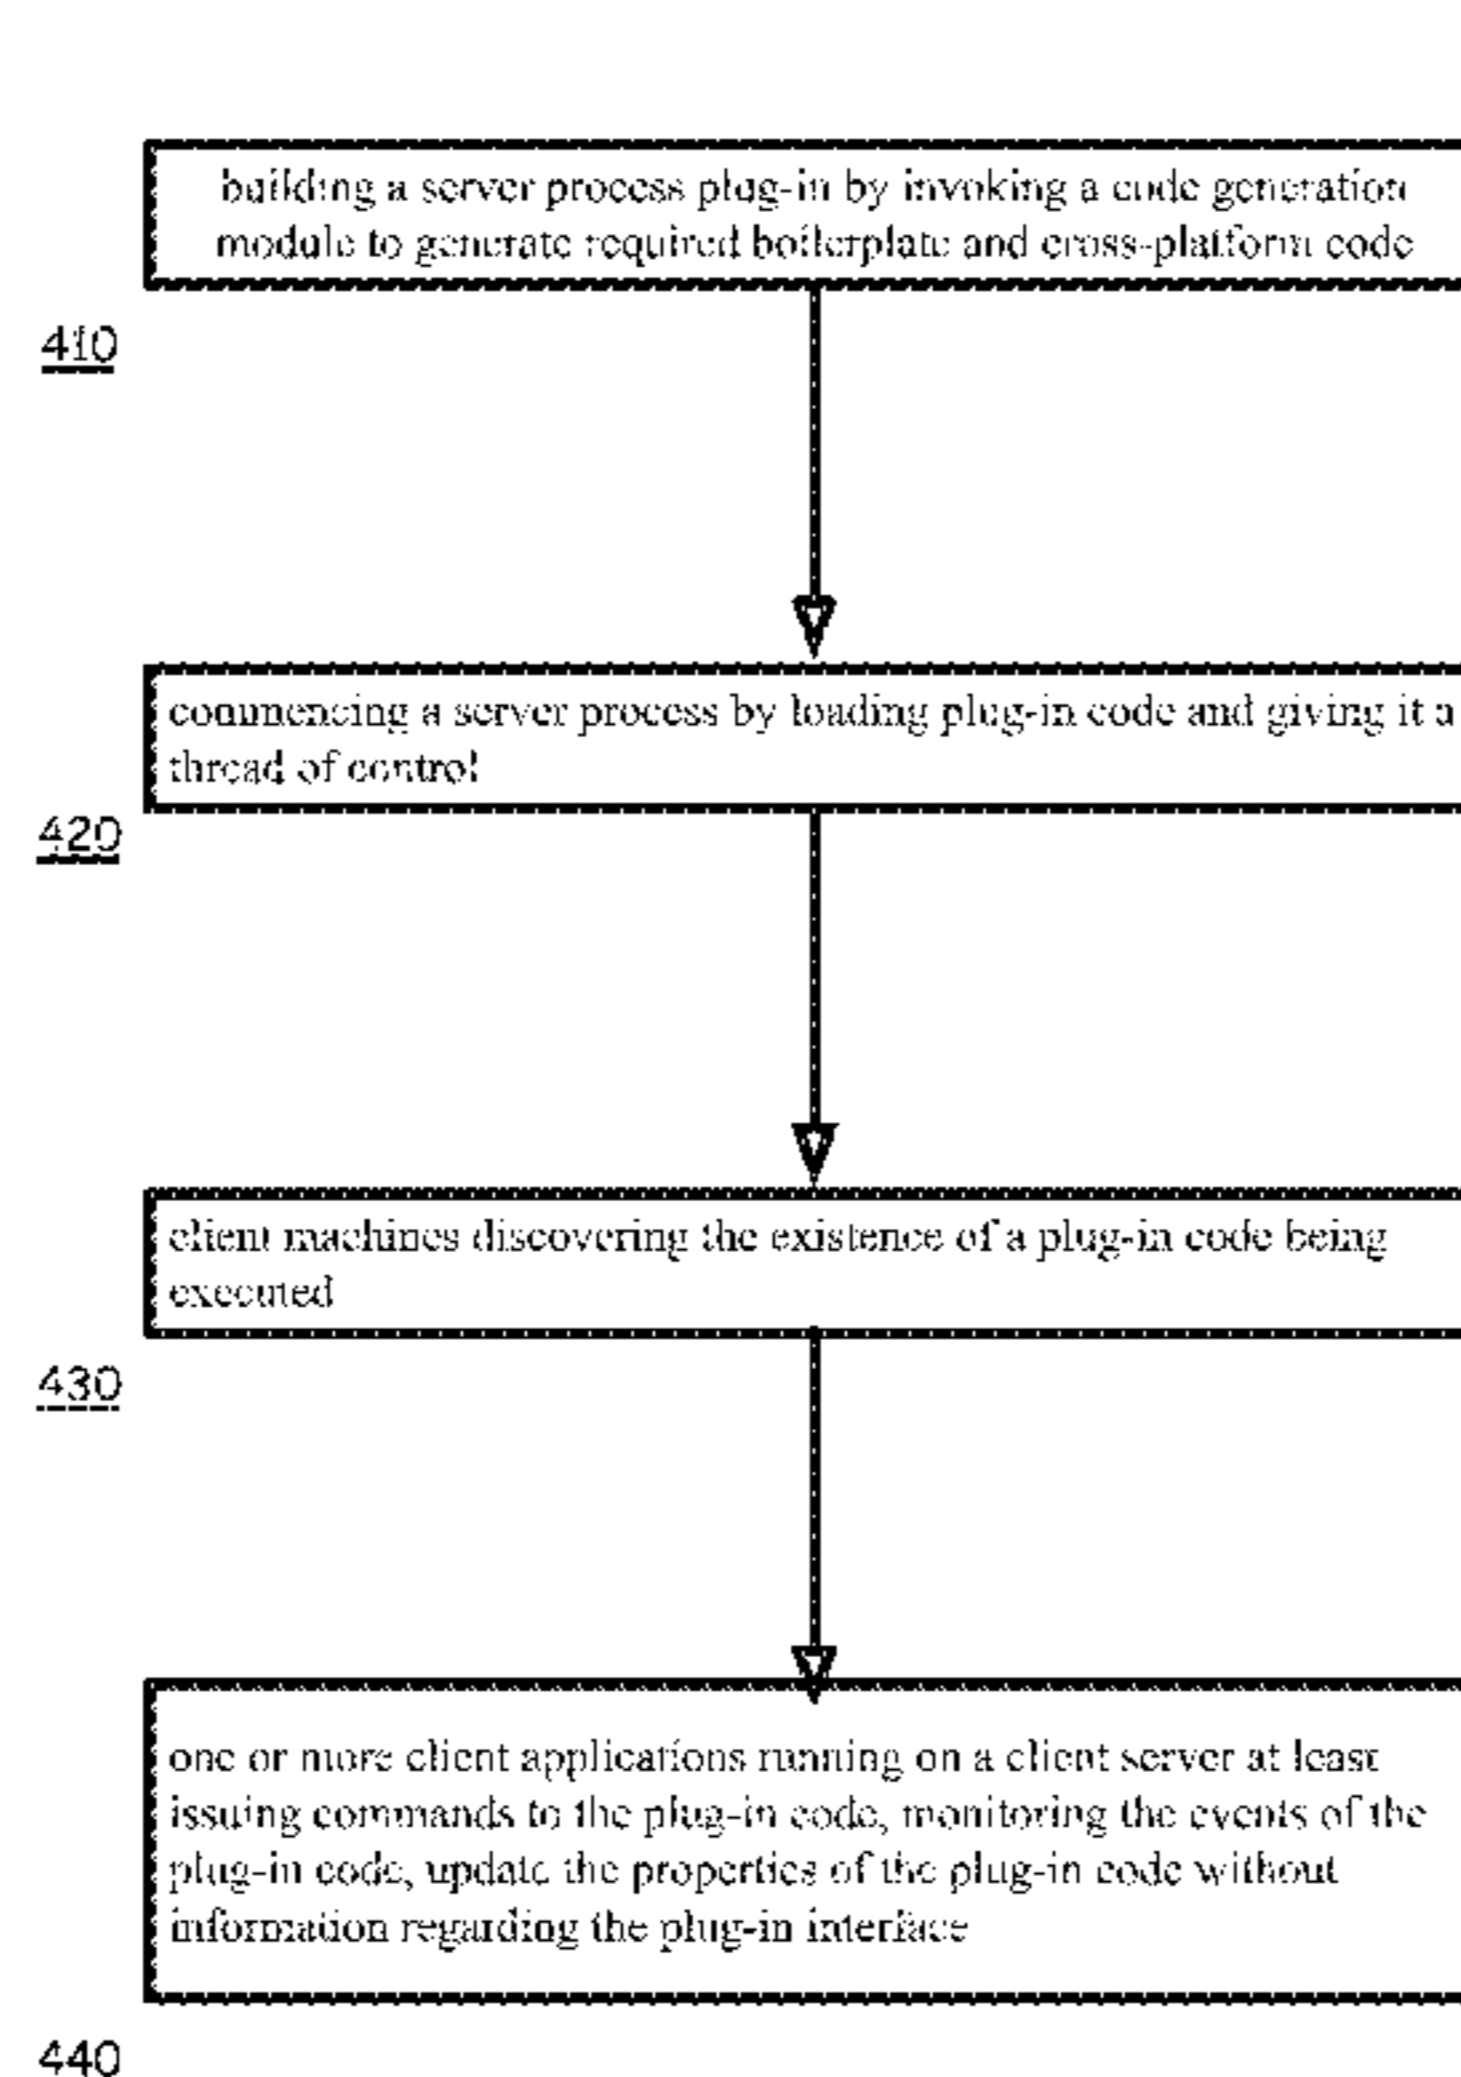 building a server process plug-in by invoking a code generation
module to generate required boilerplate and cross-platform code
410
commencing a server process by loading plug-in code and giving it a
thread of control
420
client machines discovering the existence of a plug-in code being
executed
430
one or more client applications running on a client server at least
issuing commands to the plug-in code, monitoring the events of the
plug-in code, update the properties of the plug-in code without
information regarding the plug-in interface
440